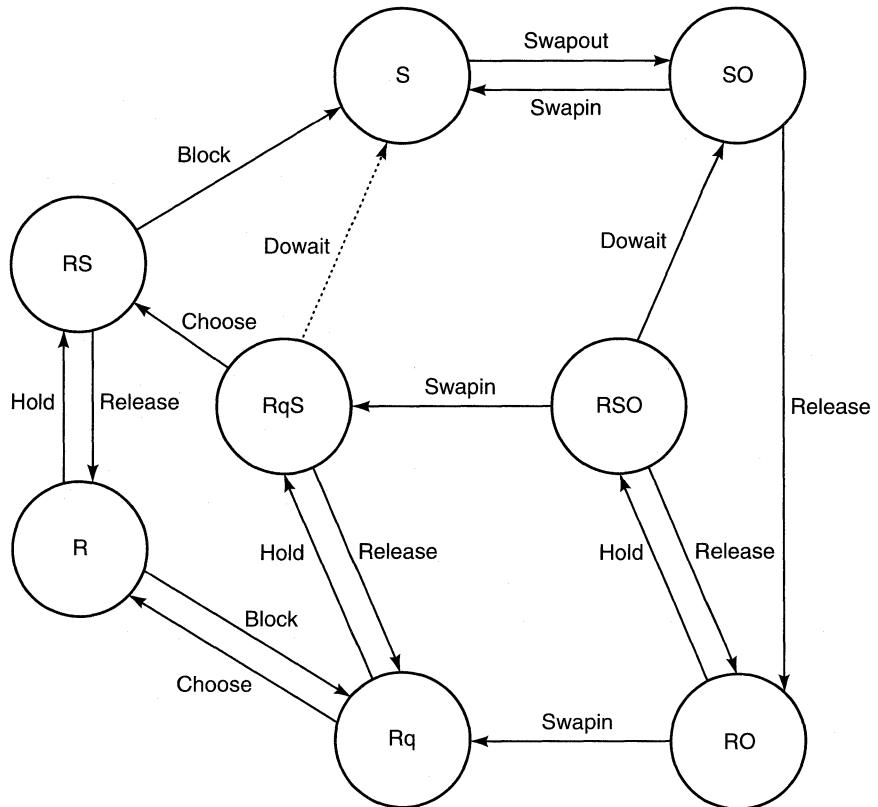 Swapout
S
SO
Swapin
Block
Dowait
Dowait
RS
Choose
Swapin
Hold
Release
RqS
RSO
Release
R
Hold
Release
Hold
Release
Block
Choose
Swapin
Rq
RO